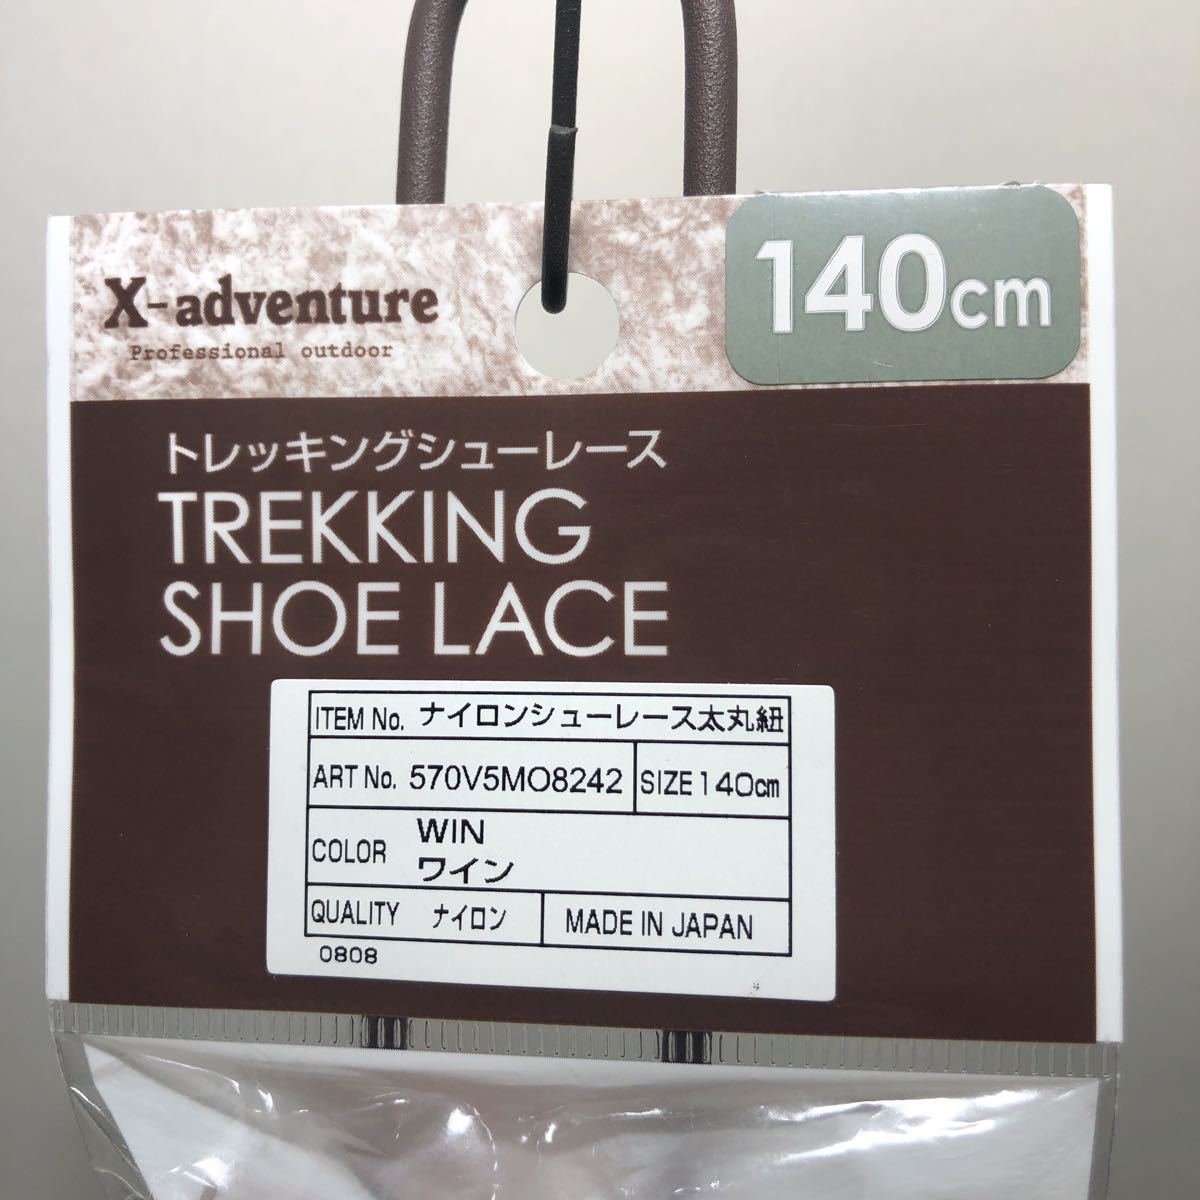 X-adventure
Professional outdoor
140cm
トレッキングシューレース
TREKKING
SHOE LACE
ITEM No. ナイロンシューレース太丸紐
ART No. 570V5MO8242 SIZE 140cm
COLOR WIN
ワイン
QUALITY ナイロン MADE IN JAPAN
0808